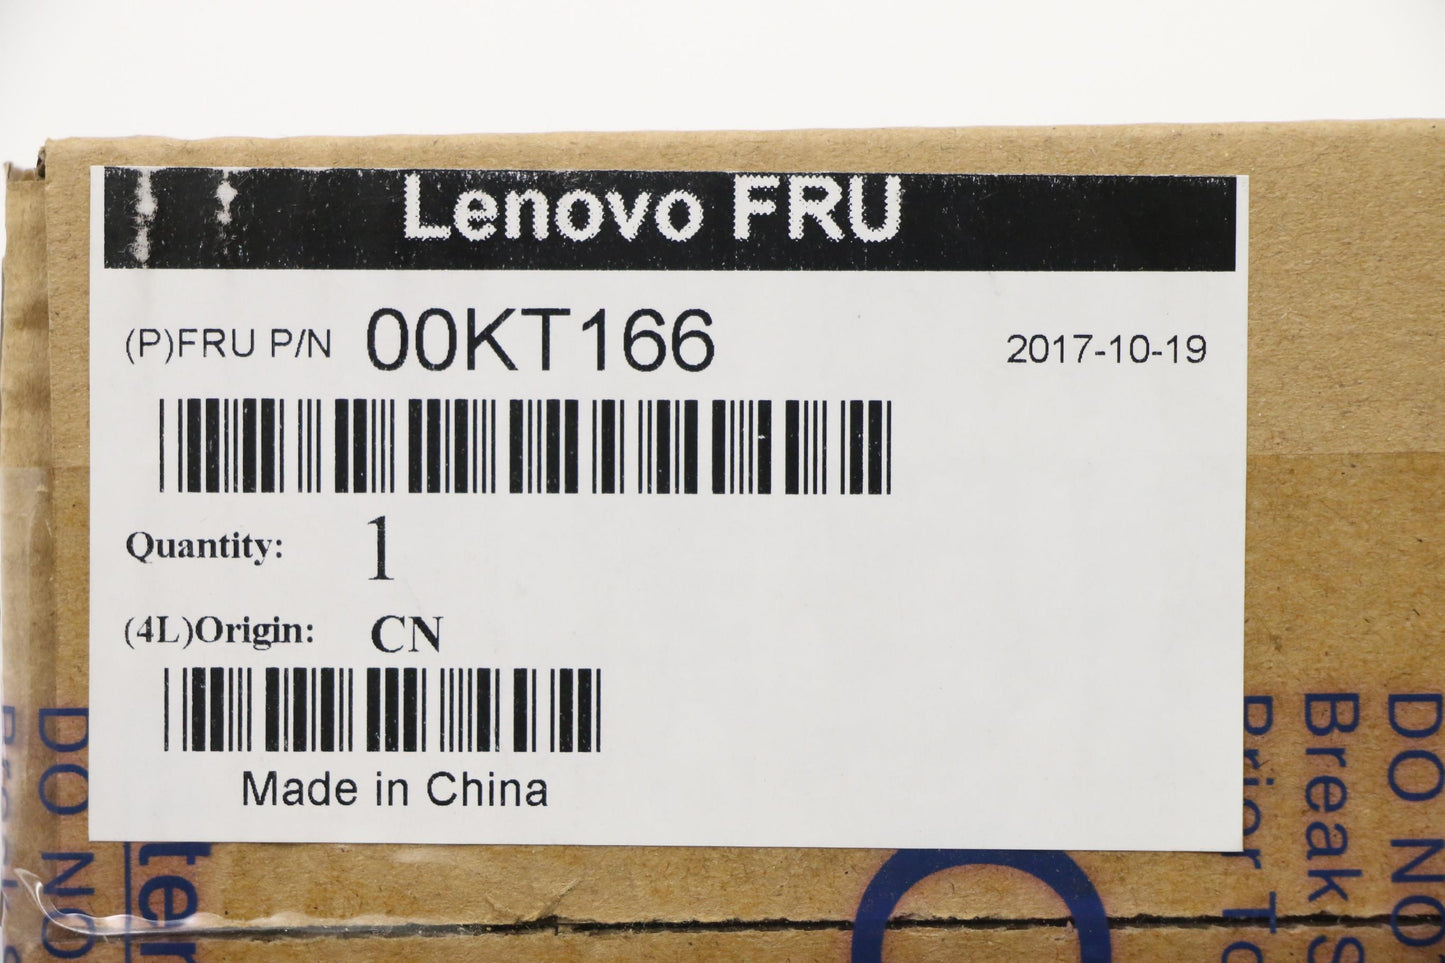 Lenovo FRU
(P)FRU P/N 00KT166
2017-10-19
Quantity: 1
(4L)Origin: CN
Made in China
DO NO
DO NO
Break S
Prior To